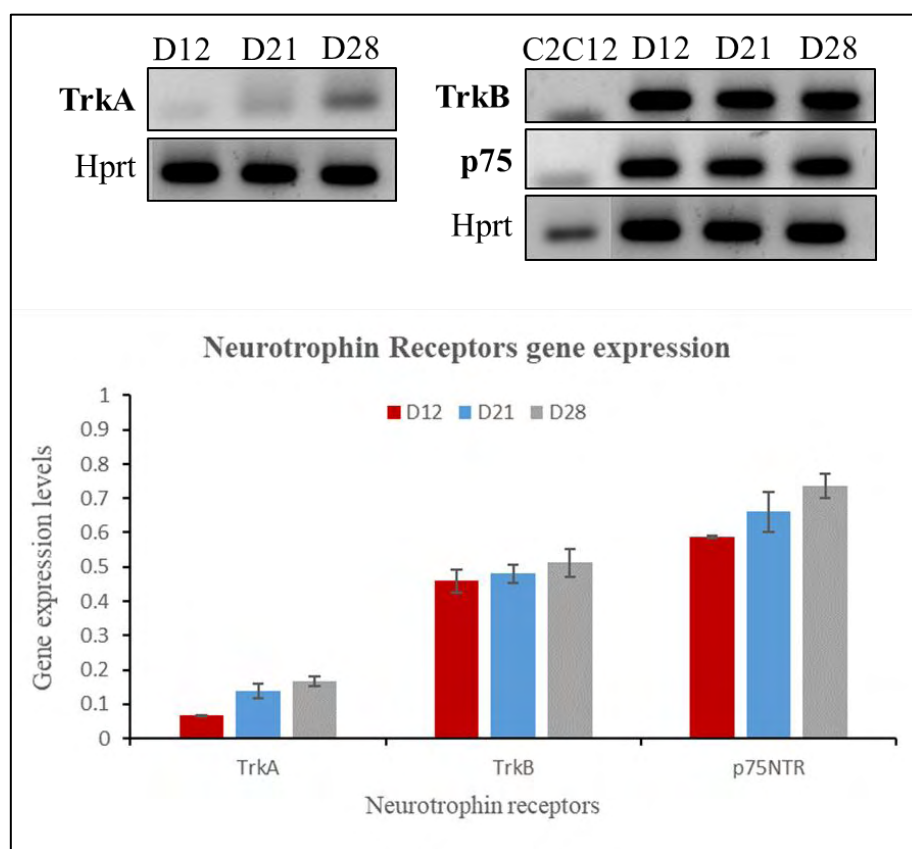 D12 D21 D28
TrkA
Hprt
C2C12 D12 D21 D28
TrkB
p75
Hprt
Neurotrophin Receptors gene expression
D12 D21 D28
Gene expression levels
1
0.9
0.8
0.7
0.6
0.5
0.4
0.3
0.2
0.1
0
TrkA TrkB p75NTR
Neurotrophin receptors